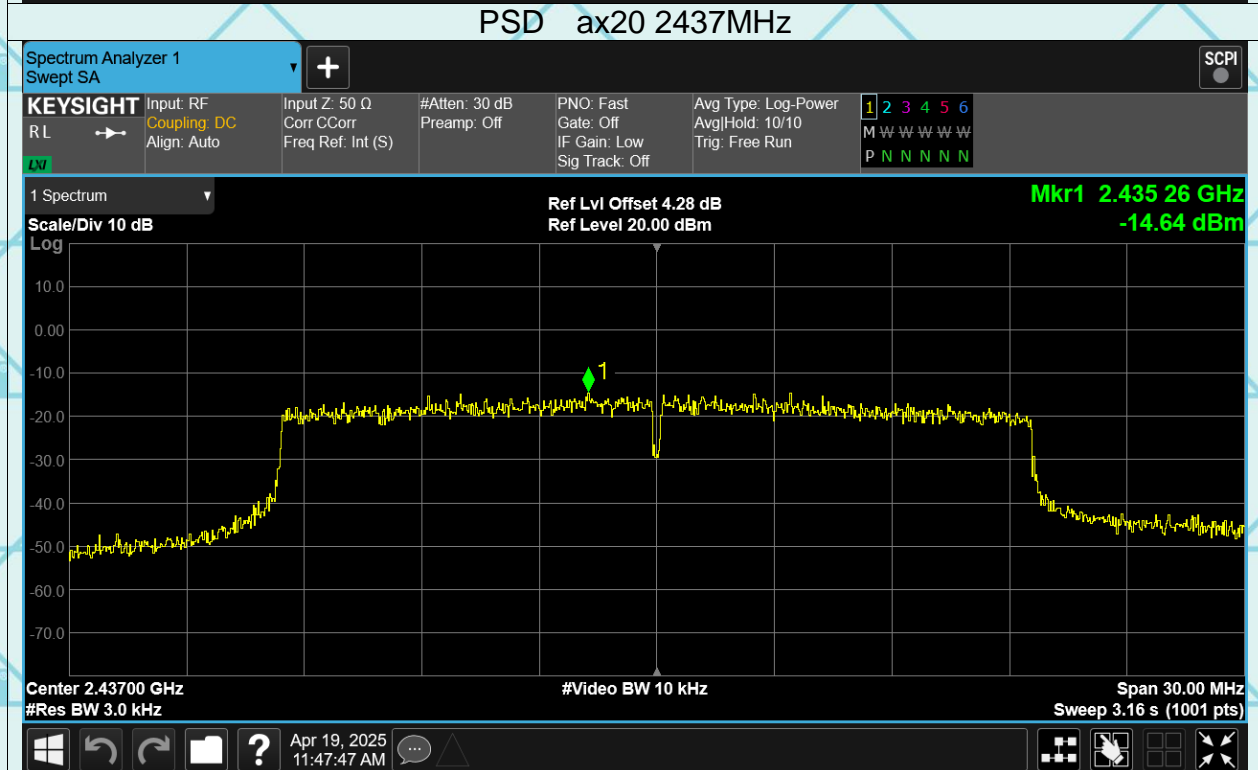 PSD ax20 2437MHz
Spectrum Analyzer 1
Swept SA
+
SCPI
KEYSIGHT
R L
LXI
Input: RF
Coupling: DC
Align: Auto
Input Z: 50 Ω
Corr CCorr
Freq Ref: Int (S)
#Atten: 30 dB
Preamp: Off
PNO: Fast
Gate: Off
IF Gain: Low
Sig Track: Off
Avg Type: Log-Power
Avg|Hold: 10/10
Trig: Free Run
1 2 3 4 5 6
M W W W W W
P N N N N N
1 Spectrum
Scale/Div 10 dB
Ref Lvl Offset 4.28 dB
Ref Level 20.00 dBm
Mkr1 2.435 26 GHz
-14.64 dBm
Log
10.0
0.00
-10.0
-20.0
-30.0
-40.0
-50.0
-60.0
-70.0
1
Center 2.43700 GHz
#Res BW 3.0 kHz
#Video BW 10 kHz
Span 30.00 MHz
Sweep 3.16 s (1001 pts)
?
Apr 19, 2025
11:47:47 AM